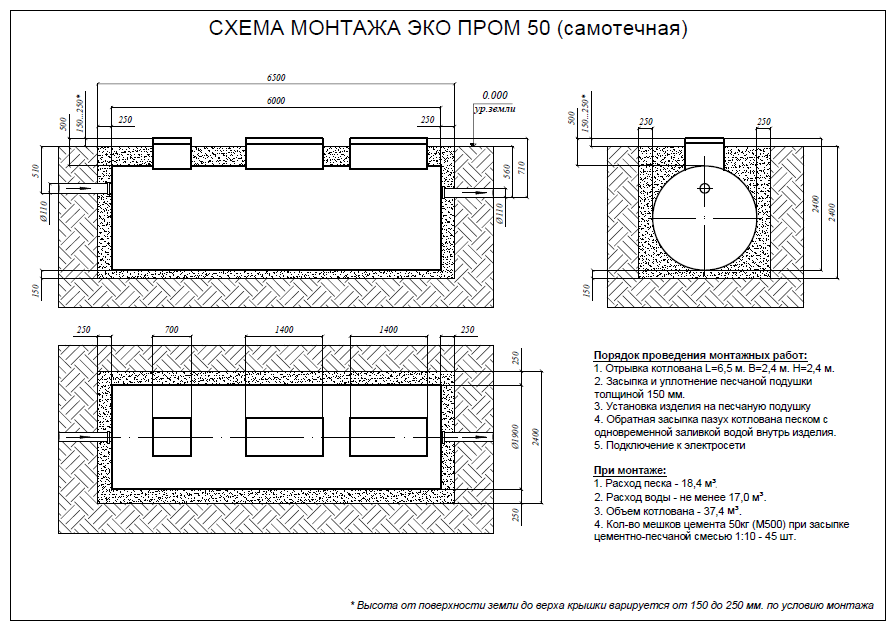 СХЕМА МОНТАЖА ЭКО ПРОМ 50 (самотечная)
6500
6000
250
250
500
150...250*
0.000
ур.земли
510
Ø110
560
710
Ø110
150
500
150...250*
250
250
2400
2400
150
250
700
1400
1400
250
250
Ø1900
2400
250
Порядок проведения монтажных работ:
1. Отрывка котлована L=6,5 м. B=2,4 м. H=2,4 м.
2. Засыпка и уплотнение песчаной подушки
толщиной 150 мм.
3. Установка изделия на песчаную подушку
4. Обратная засыпка пазух котлована песком с
одновременной заливкой водой внутрь изделия.
5. Подключение к электросети
При монтаже:
1. Расход песка - 18,4 м³.
2. Расход воды - не менее 17,0 м³.
3. Объем котлована - 37,4 м³.
4. Кол-во мешков цемента 50кг (М500) при засыпке
цементно-песчаной смесью 1:10 - 45 шт.
* Высота от поверхности земли до верха крышки варируется от 150 до 250 мм. по условию монтажа